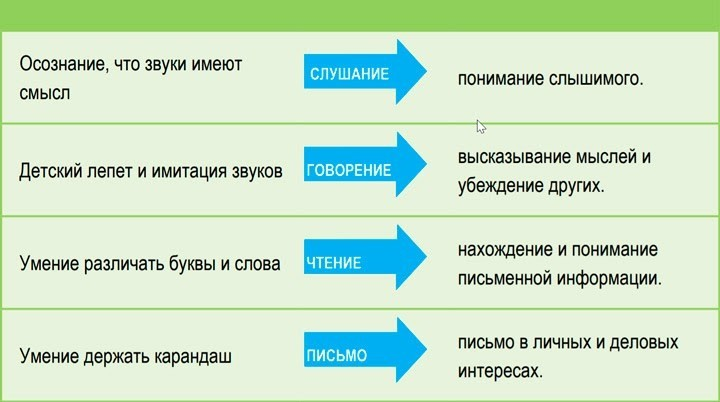 Осознание, что звуки имеют
смысл
СЛУШАНИЕ
понимание слышимого.
Детский лепет и имитация звуков
ГОВОРЕНИЕ
высказывание мыслей и
убеждение других.
Умение различать буквы и слова
ЧТЕНИЕ
нахождение и понимание
письменной информации.
Умение держать карандаш
ПИСЬМО
письмо в личных и деловых
интересах.